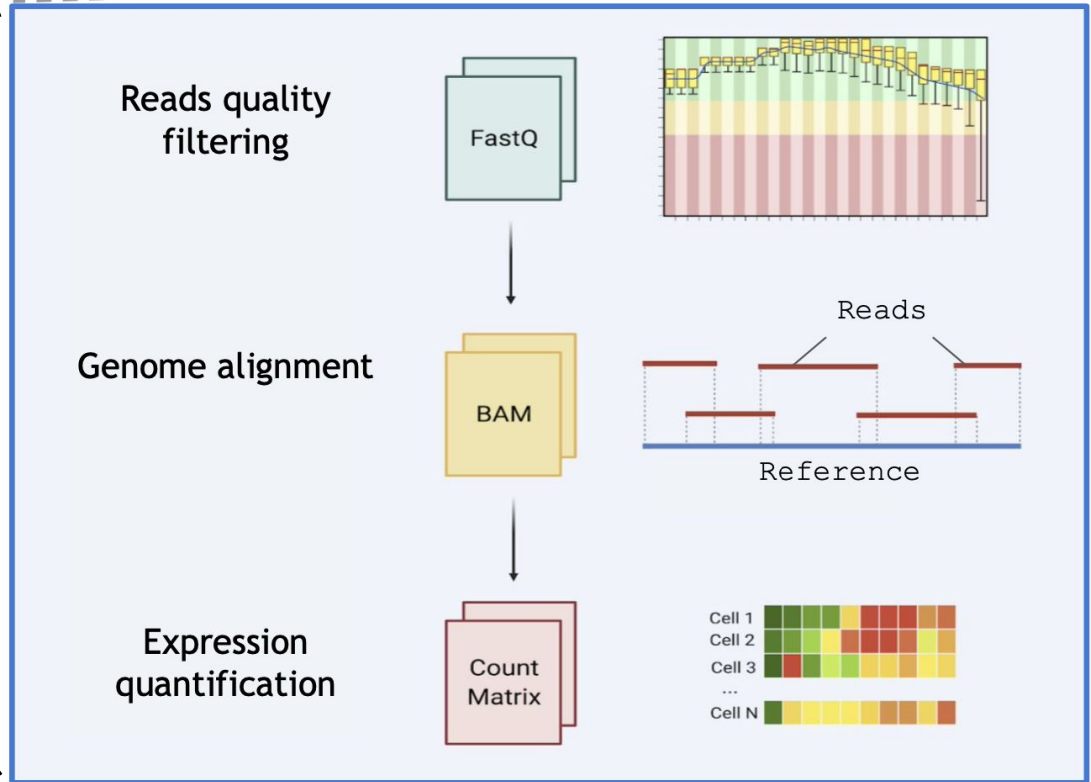 Reads quality
filtering
FastQ
Reads
Genome alignment
BAM
Reference
Expression
quantification
Count
Matrix
Cell 1
Cell 2
Cell 3
...
Cell N